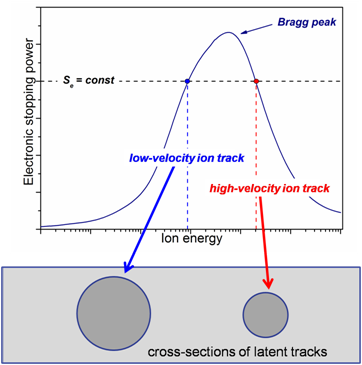 Bragg peak
Se = const
Electronic stopping power
low-velocity ion track
high-velocity ion track
Ion energy
cross-sections of latent tracks